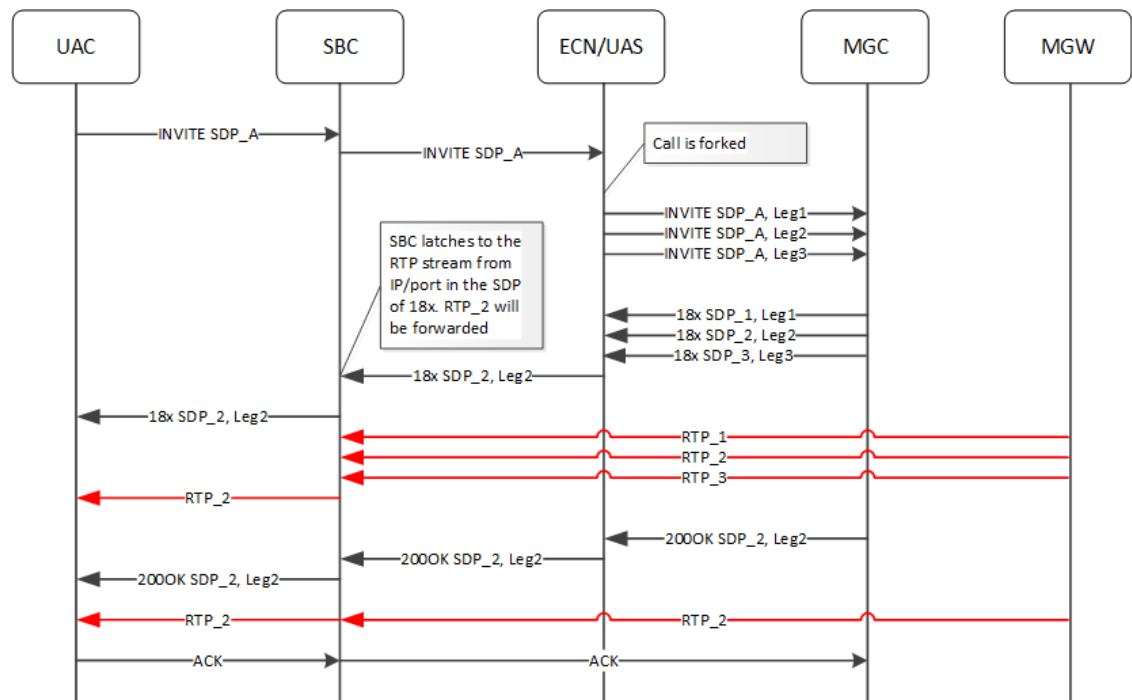 UAC
SBC
ECN/UAS
MGC
MGW
INVITE SDP_A
INVITE SDP_A
Call is forked
INVITE SDP_A, Leg1
INVITE SDP_A, Leg2
INVITE SDP_A, Leg3
SBC latches to the
RTP stream from
IP/port in the SDP
of 18x. RTP_2 will
be forwarded
18x SDP_1, Leg1
18x SDP_2, Leg2
18x SDP_3, Leg3
18x SDP_2, Leg2
18x SDP_2, Leg2
RTP_1
RTP_2
RTP_3
RTP_2
200OK SDP_2, Leg2
200OK SDP_2, Leg2
200OK SDP_2, Leg2
RTP_2
RTP_2
ACK
ACK